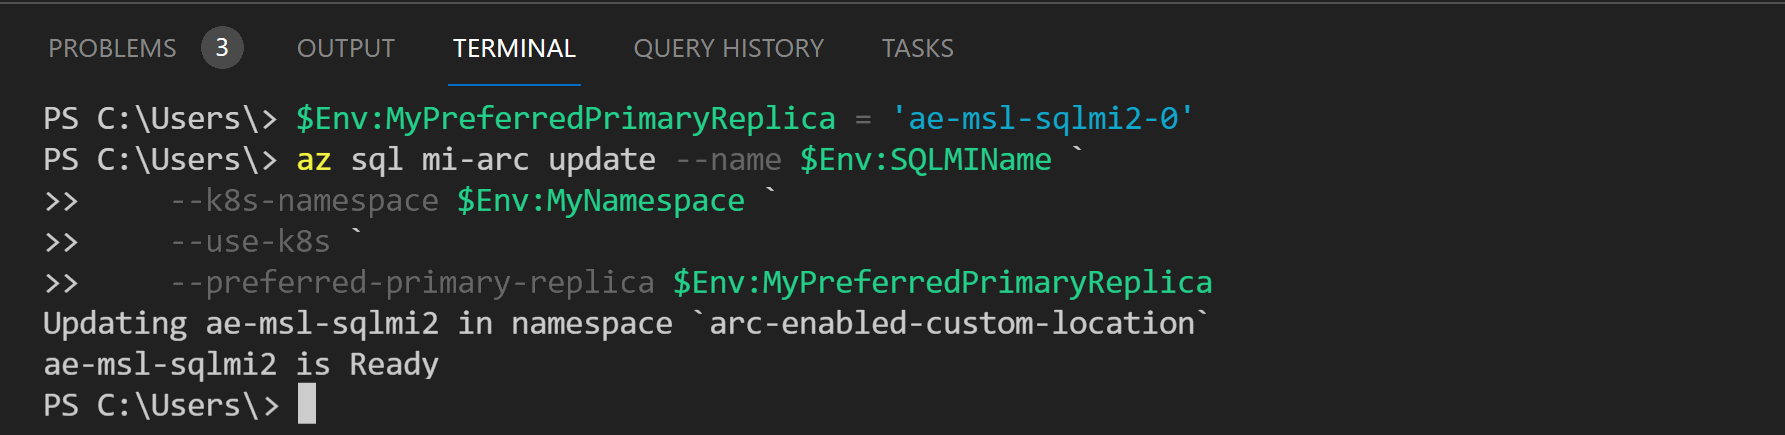 PROBLEMS 3 OUTPUT TERMINAL QUERY HISTORY TASKS
PS C:\Users\> $Env:MyPreferredPrimaryReplica = 'ae-msl-sqlmi2-0'
PS C:\Users\> az sql mi-arc update --name $Env:SQLMIName `
>>     --k8s-namespace $Env:MyNamespace `
>>     --use-k8s `
>>     --preferred-primary-replica $Env:MyPreferredPrimaryReplica
Updating ae-msl-sqlmi2 in namespace `arc-enabled-custom-location`
ae-msl-sqlmi2 is Ready
PS C:\Users\>